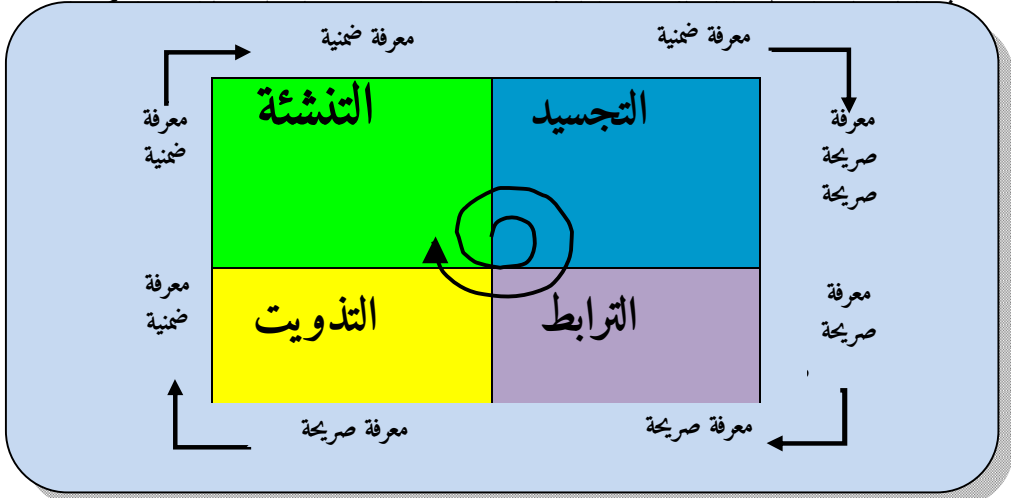 معرفة ضمنية
معرفة ضمنية
التجسيد
التنشئة
معرفة
صريحة
صريحة
معرفة
ضمنية
معرفة
صريحة
الترابط
التذويت
معرفة
ضمنية
معرفة صريحة
معرفة صريحة